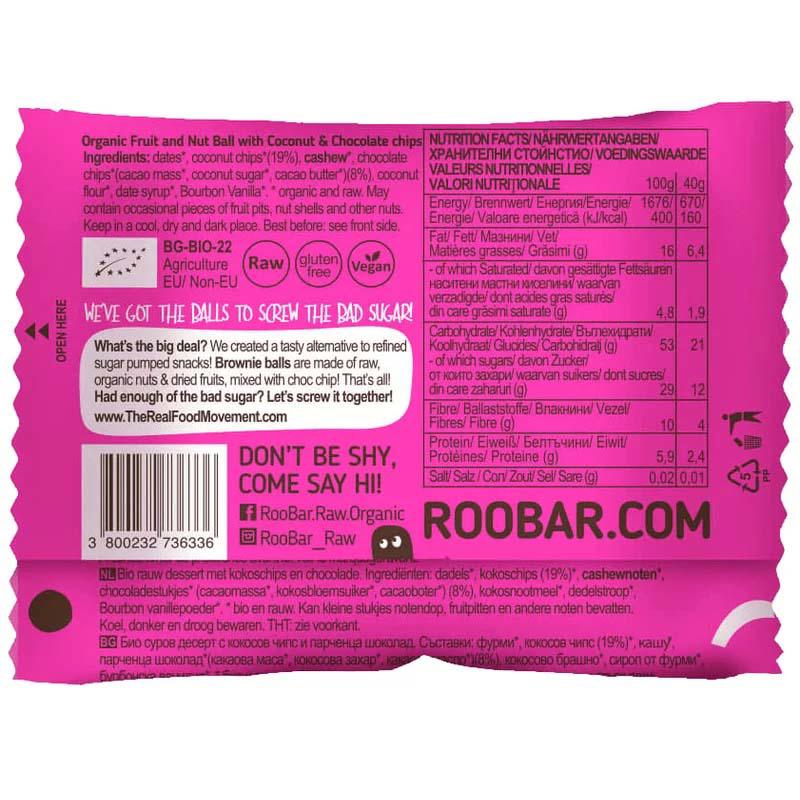 Organic Fruit and Nut Ball with Coconut & Chocolate chips
Ingredients: dates*, coconut chips*(19%), cashew*, chocolate
chips*(cacao mass*, coconut sugar*, cacao butter*)(8%), coconut
flour*, date syrup*, Bourbon Vanilla*. * organic and raw. May
contain occasional pieces of fruit pits, nut shells and other nuts.
Keep in a cool, dry and dark place. Best before: see front side.
BG-BIO-22
Agriculture
EU/ Non-EU
Raw
gluten
free
Vegan
OPEN HERE
WE'VE GOT THE BALLS TO SCREW THE BAD SUGAR!
What's the big deal? We created a tasty alternative to refined
sugar pumped snacks! Brownie balls are made of raw,
organic nuts & dried fruits, mixed with choc chip! That's all!
Had enough of the bad sugar? Let's screw it together!
www.TheRealFoodMovement.com
3 800232 736336
DON'T BE SHY,
COME SAY HI!
RooBar.Raw.Organic
RooBar_Raw
NUTRITION FACTS/ NÄHRWERTANGABEN/
ХРАНИТЕЛНИ СТОЙНСТИО/ VOEDINGSWAARDE
VALEURS NUTRITIONNELLES/
VALORI NUTRIŢIONALE 100g 40g
Energy/ Brennwert/ Енергия/Energie/ 1676/ 670/
Énergie/ Valoare energetică (kJ/kcal) 400 160
Fat/ Fett/ Мазнини/ Vet/
Matières grasses/ Grăsimi (g) 16 6,4
- of which Saturated/ davon gesättigte Fettsäuren
наситени мастни киселини/ waarvan
verzadigde/ dont acides gras saturés/
din care grăsimi saturate (g) 4,8 1,9
Carbohydrate/ Kohlenhydrate/ Въглехидрати/
Koolhydraat/ Glucides/ Carbohidraţi (g) 53 21
- of which sugars/ davon Zucker/
от които захари/ waarvan suikers/ dont sucres/
din care zaharuri (g) 29 12
Fibre/ Ballaststoffe/ Влакнини/ Vezel/
Fibres/ Fibre (g) 10 4
Protein/ Eiweiß/ Белтъчини/ Eiwit/
Protéines/ Proteine (g) 5,9 2,4
Salt/ Salz / Сол/ Zout/ Sel/ Sare (g) 0,02 0,01
5
PP
ROOBAR.COM
NL Bio rauw dessert met kokoschips en chocolade. Ingrediënten: dadels*, kokoschips (19%)*, cashewnoten*,
chocoladestukjes* (cacaomassa*, kokosbloemsuiker*, cacaoboter*) (8%), kokosnootmeel*, dedelstroop*,
Bourbon vanillepoeder*. * bio en rauw. Kan kleine stukjes notendop, fruitpitten en andere noten bevatten.
Koel, donker en droog bewaren. THT: zie voorkant.
BG Био суров десерт с кокосов чипс и парченца шоколад. Съставки: фурми*, кокосов чипс (19%)*, кашу*,
парченца шоколад*(какаова маса*, кокосова захар*, (8%), кокосово брашно*, сироп от фурми*,